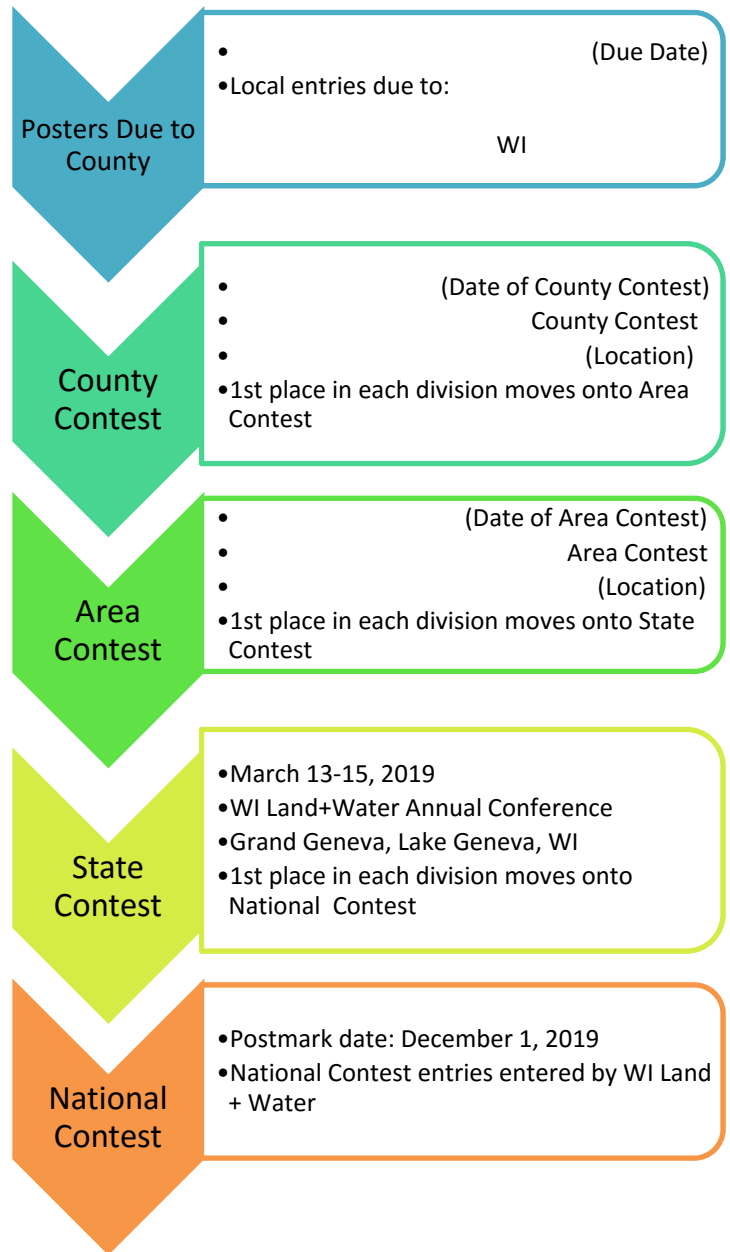 Posters Due to
County
• (Due Date)
•Local entries due to:
WI
County
Contest
• (Date of County Contest)
• County Contest
• (Location)
•1st place in each division moves onto Area
Contest
Area
Contest
• (Date of Area Contest)
• Area Contest
• (Location)
•1st place in each division moves onto State
Contest
State
Contest
•March 13-15, 2019
•WI Land+Water Annual Conference
•Grand Geneva, Lake Geneva, WI
•1st place in each division moves onto
National Contest
National
Contest
•Postmark date: December 1, 2019
•National Contest entries entered by WI Land
+ Water